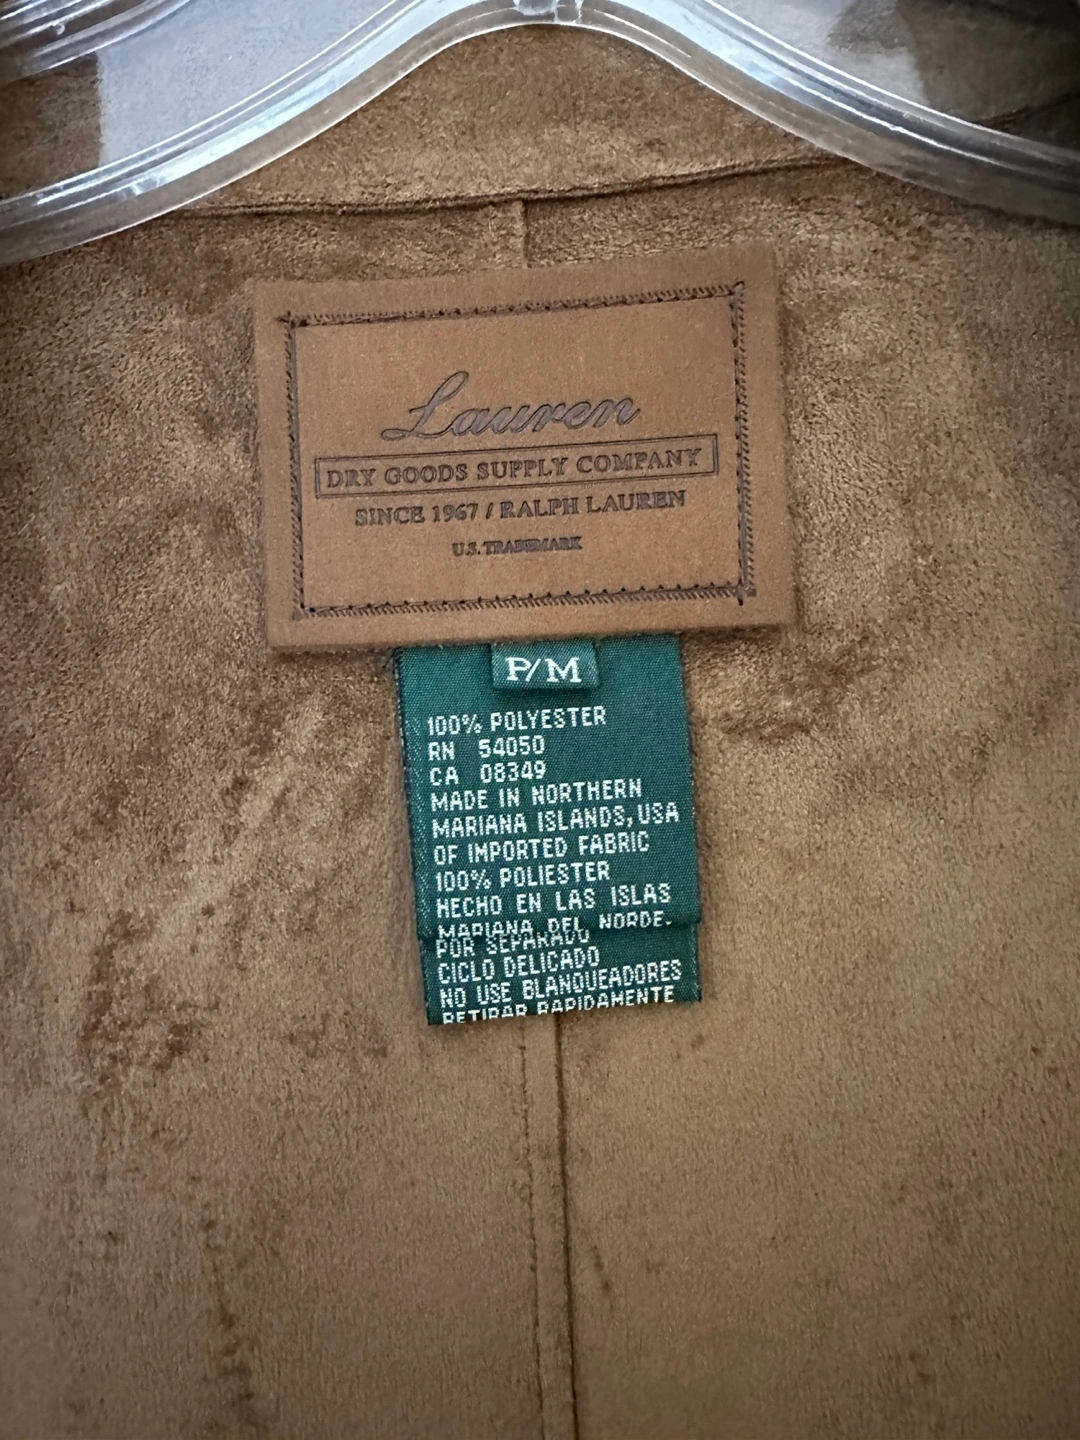 Lauren
DRY GOODS SUPPLY COMPANY
SINCE 1967 / RALPH LAUREN
U.S. TRADEMARK
P/M
100% POLYESTER
RN 54050
CA 08349
MADE IN NORTHERN
MARIANA ISLANDS, USA
OF IMPORTED FABRIC
100% POLIESTER
HECHO EN LAS ISLAS
MARIANA DEL NORDE.
POR SEPARADO
CICLO DELICADO
NO USE BLANQUEADORES
RETIRAR RAPIDAMENTE